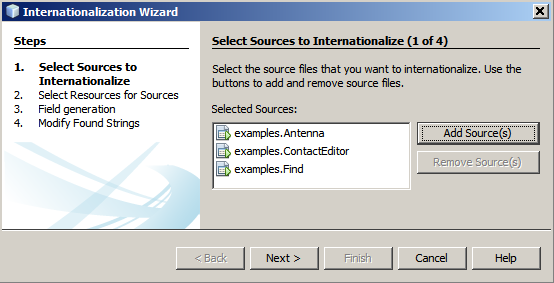 Internationalization Wizard
Steps
1. Select Sources to
Internationalize
2. Select Resources for Sources
3. Field generation
4. Modify Found Strings
Select Sources to Internationalize (1 of 4)
Select the source files that you want to internationalize. Use the
buttons to add and remove source files.
Selected Sources:
examples.Antenna
examples.ContactEditor
examples.Find
Add Source(s)
Remove Source(s)
< Back
Next >
Finish
Cancel
Help